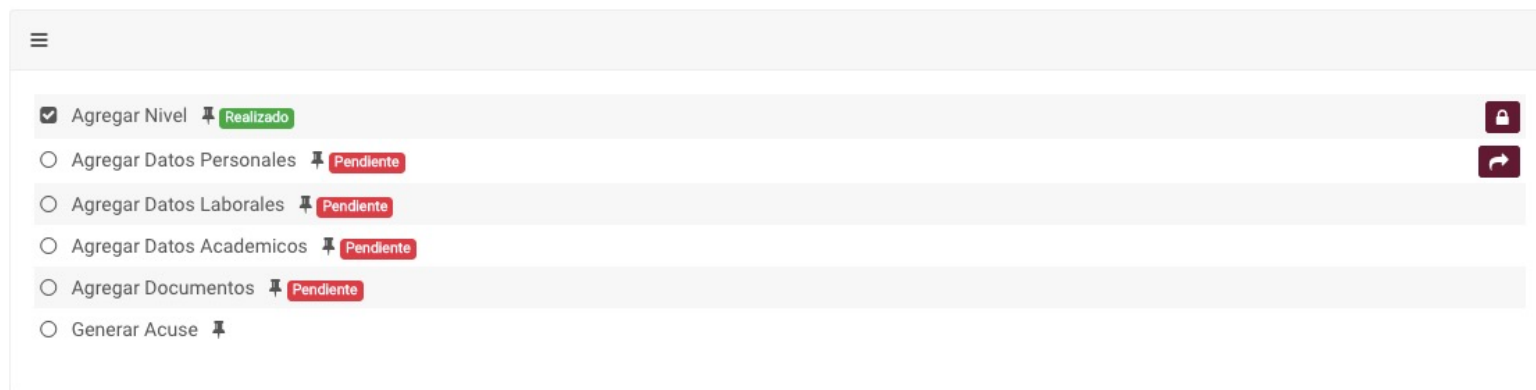 Agregar Nivel Realizado
Agregar Datos Personales Pendiente
Agregar Datos Laborales Pendiente
Agregar Datos Academicos Pendiente
Agregar Documentos Pendiente
Generar Acuse